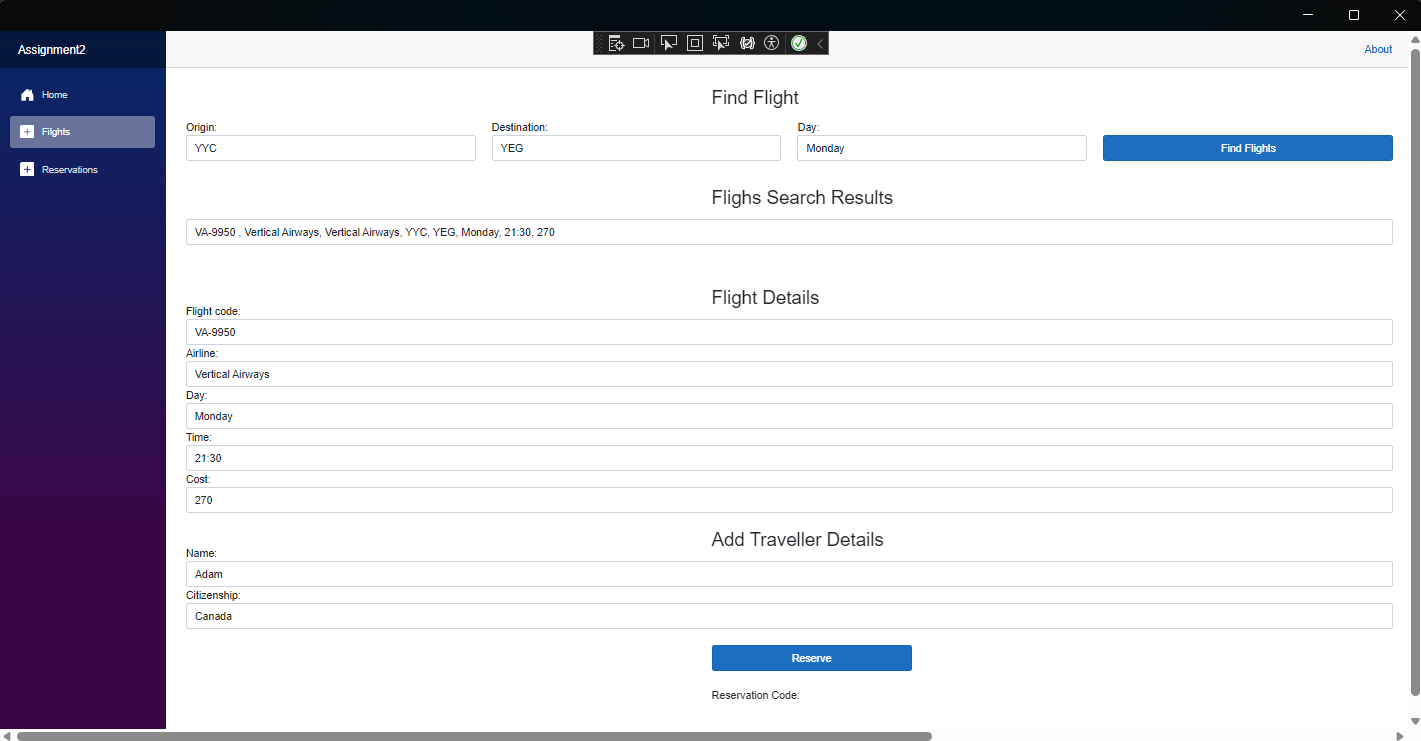 Assignment2
About
Home
Flights
Reservations
Find Flight
Origin: Destination: Day:
YYC YEG Monday Find Flights
Flighs Search Results
VA-9950 , Vertical Airways, Vertical Airways, YYC, YEG, Monday, 21:30, 270
Flight Details
Flight code:
VA-9950
Airline:
Vertical Airways
Day:
Monday
Time:
21:30
Cost:
270
Add Traveller Details
Name:
Adam
Citizenship:
Canada
Reserve
Reservation Code: